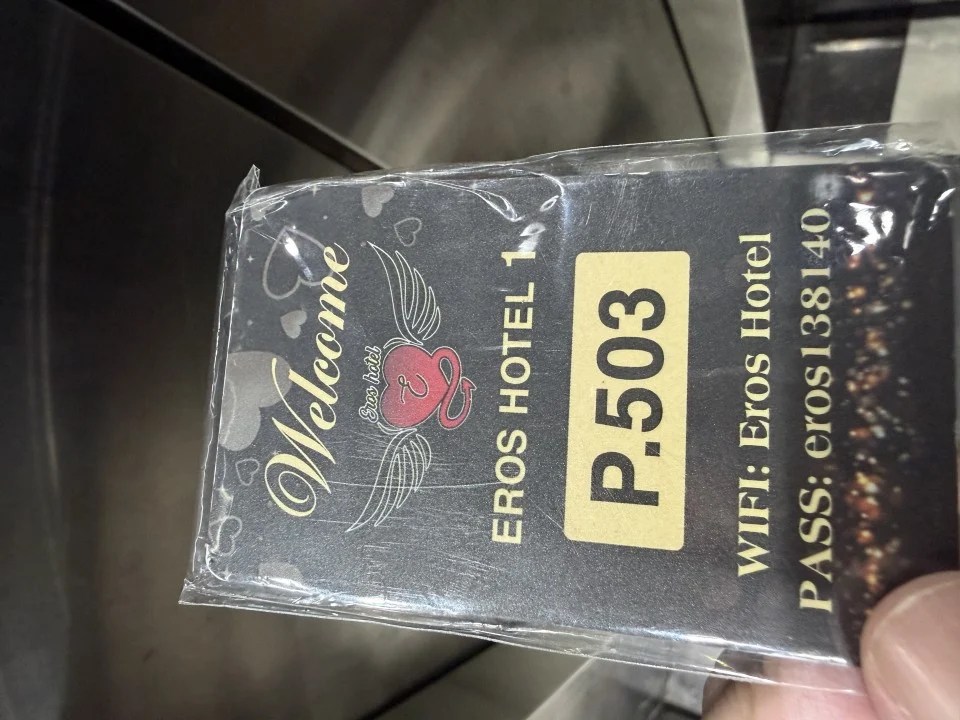 Welcome
Eros hotel
E
EROS HOTEL 1
P.503
WIFI: Eros Hotel
PASS: eros138140